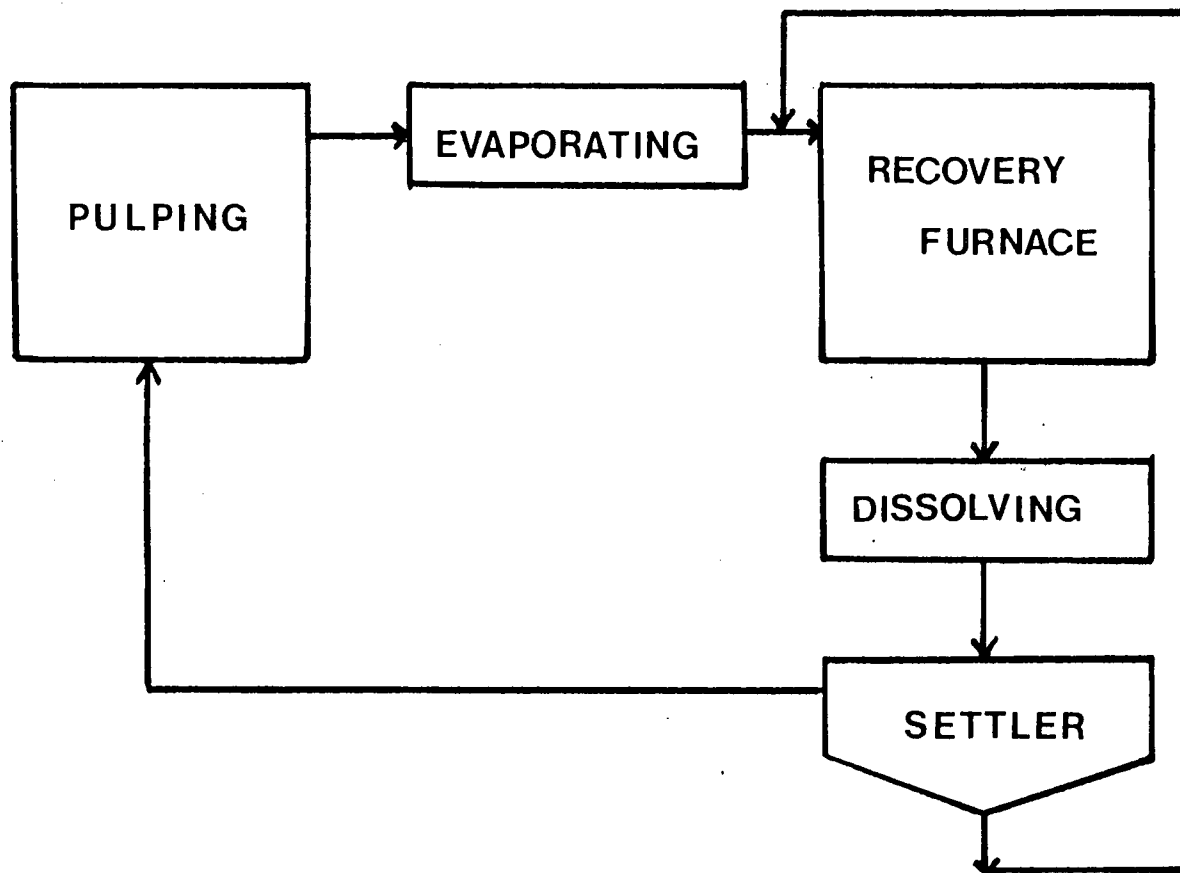 PULPING
EVAPORATING
RECOVERY
FURNACE
DISSOLVING
SETTLER